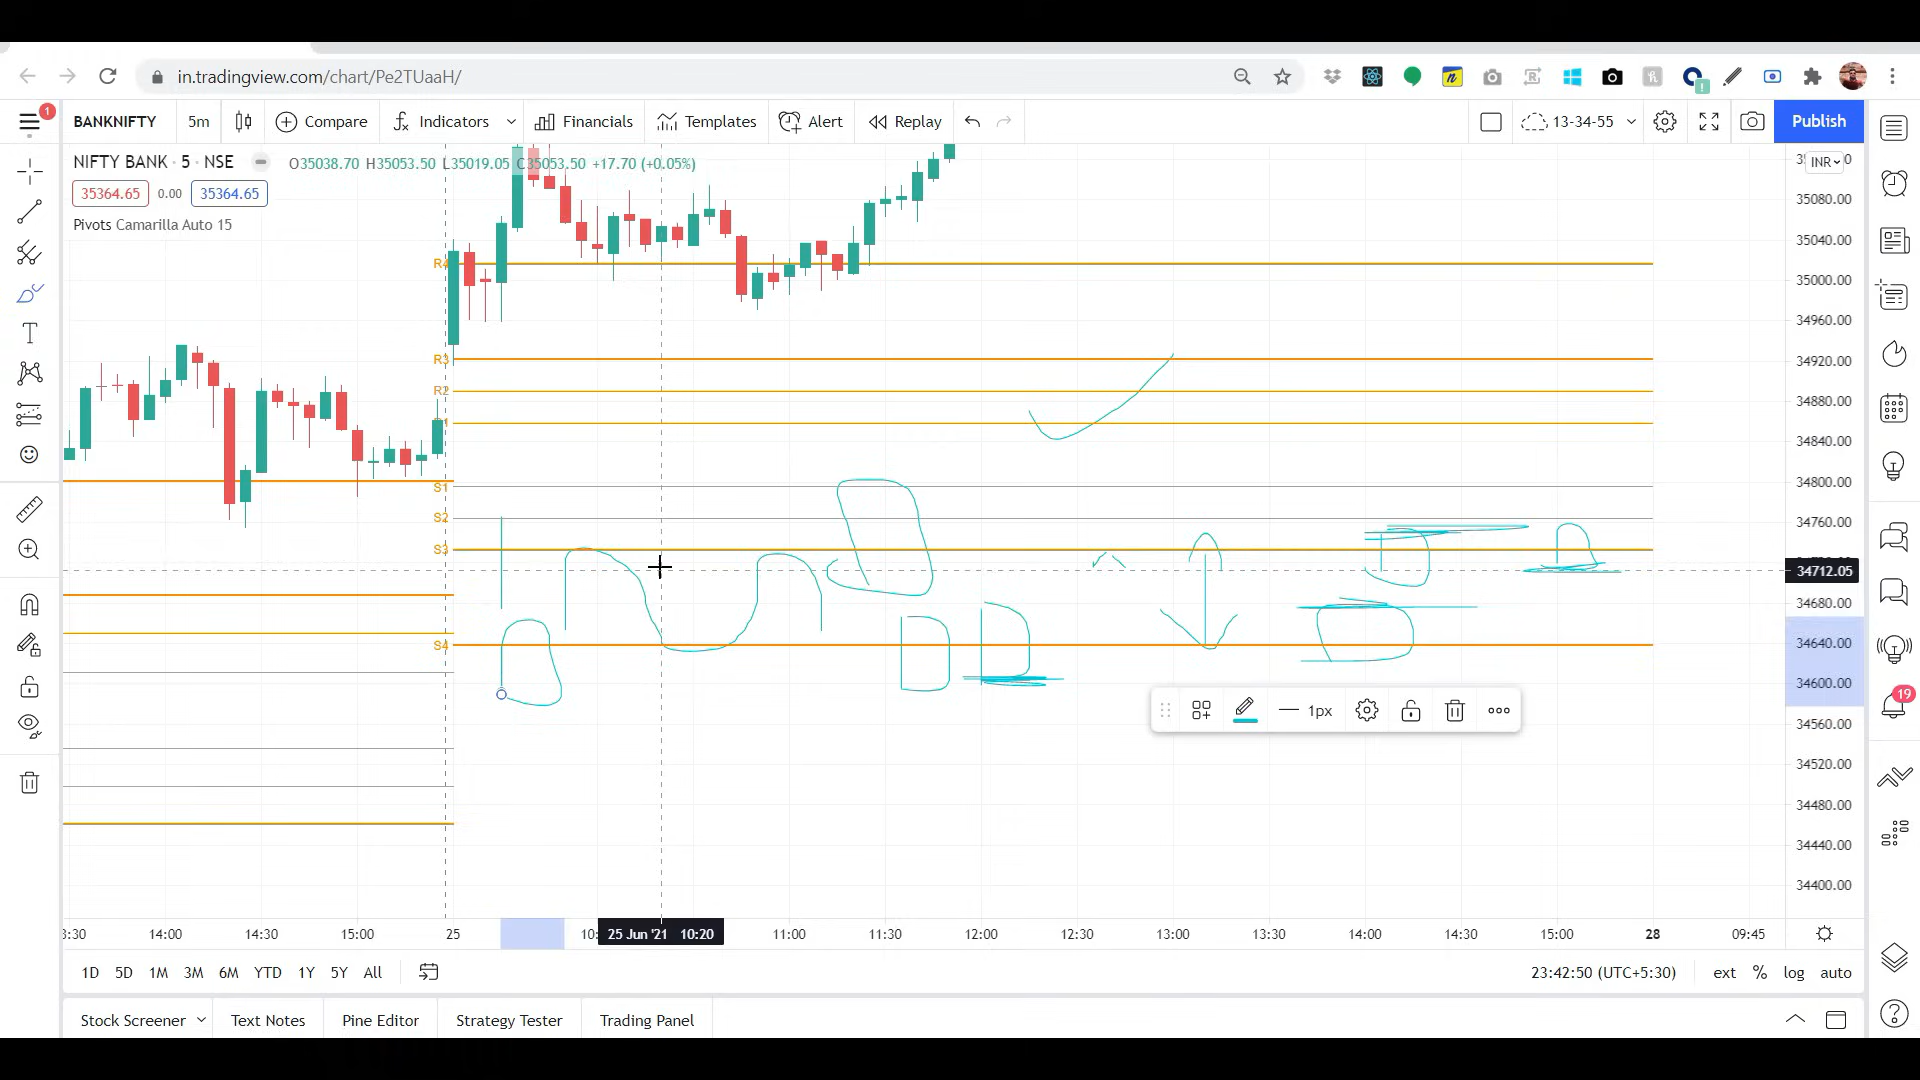 in.tradingview.com/chart/Pe2TUaaH/
1
BANKNIFTY 5m Compare Indicators Financials Templates Alert Replay 13-34-55 Publish
NIFTY BANK · 5 · NSE O35038.70 H35053.50 L35019.05 C35053.50 +17.70 (+0.05%)
INR
35364.65 0.00 35364.65
Pivots Camarilla Auto 15
35080.00
35040.00
R4
35000.00
34960.00
R3
34920.00
R2
34880.00
34840.00
S1
34800.00
S2
34760.00
S3
34712.05
34680.00
S4
34640.00
34600.00
19
1px
34560.00
34520.00
34480.00
34440.00
34400.00
14:00 14:30 15:00 25 25 Jun '21 10:20 11:00 11:30 12:00 12:30 13:00 13:30 14:00 14:30 15:00 28 09:45
1D 5D 1M 3M 6M YTD 1Y 5Y All 23:42:50 (UTC+5:30) ext % log auto
Stock Screener Text Notes Pine Editor Strategy Tester Trading Panel